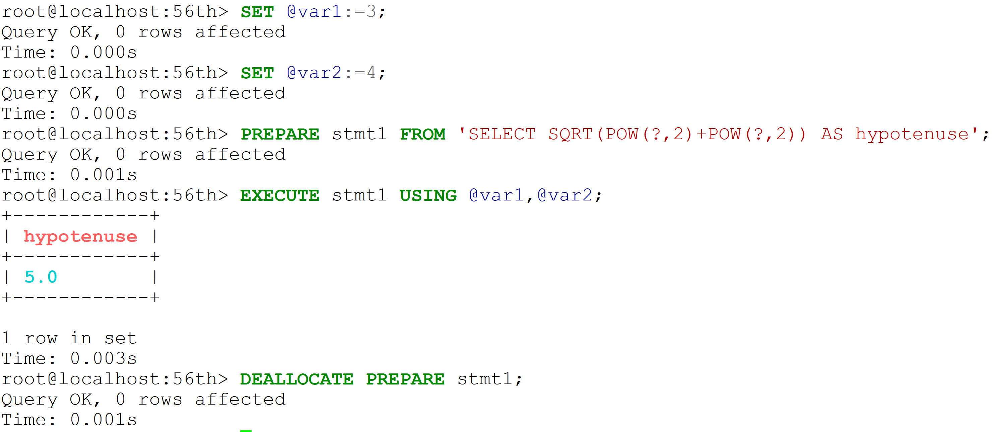 root@localhost:56th> SET @var1:=3;
Query OK, 0 rows affected
Time: 0.000s
root@localhost:56th> SET @var2:=4;
Query OK, 0 rows affected
Time: 0.000s
root@localhost:56th> PREPARE stmt1 FROM 'SELECT SQRT(POW(?,2)+POW(?,2)) AS hypotenuse';
Query OK, 0 rows affected
Time: 0.001s
root@localhost:56th> EXECUTE stmt1 USING @var1,@var2;
+------------+
| hypotenuse |
+------------+
| 5.0        |
+------------+
1 row in set
Time: 0.003s
root@localhost:56th> DEALLOCATE PREPARE stmt1;
Query OK, 0 rows affected
Time: 0.001s